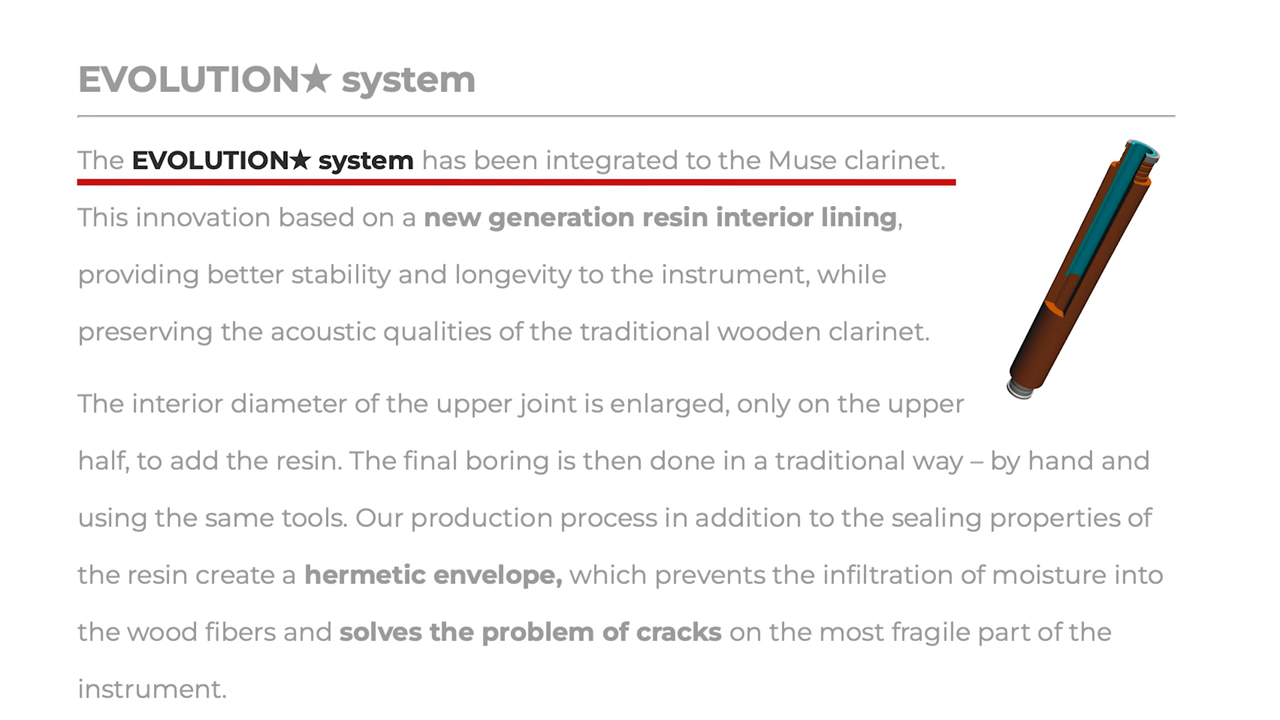 EVOLUTION★ system
The EVOLUTION★ system has been integrated to the Muse clarinet.
This innovation based on a new generation resin interior lining,
providing better stability and longevity to the instrument, while
preserving the acoustic qualities of the traditional wooden clarinet.
The interior diameter of the upper joint is enlarged, only on the upper
half, to add the resin. The final boring is then done in a traditional way – by hand and
using the same tools. Our production process in addition to the sealing properties of
the resin create a hermetic envelope, which prevents the infiltration of moisture into
the wood fibers and solves the problem of cracks on the most fragile part of the
instrument.